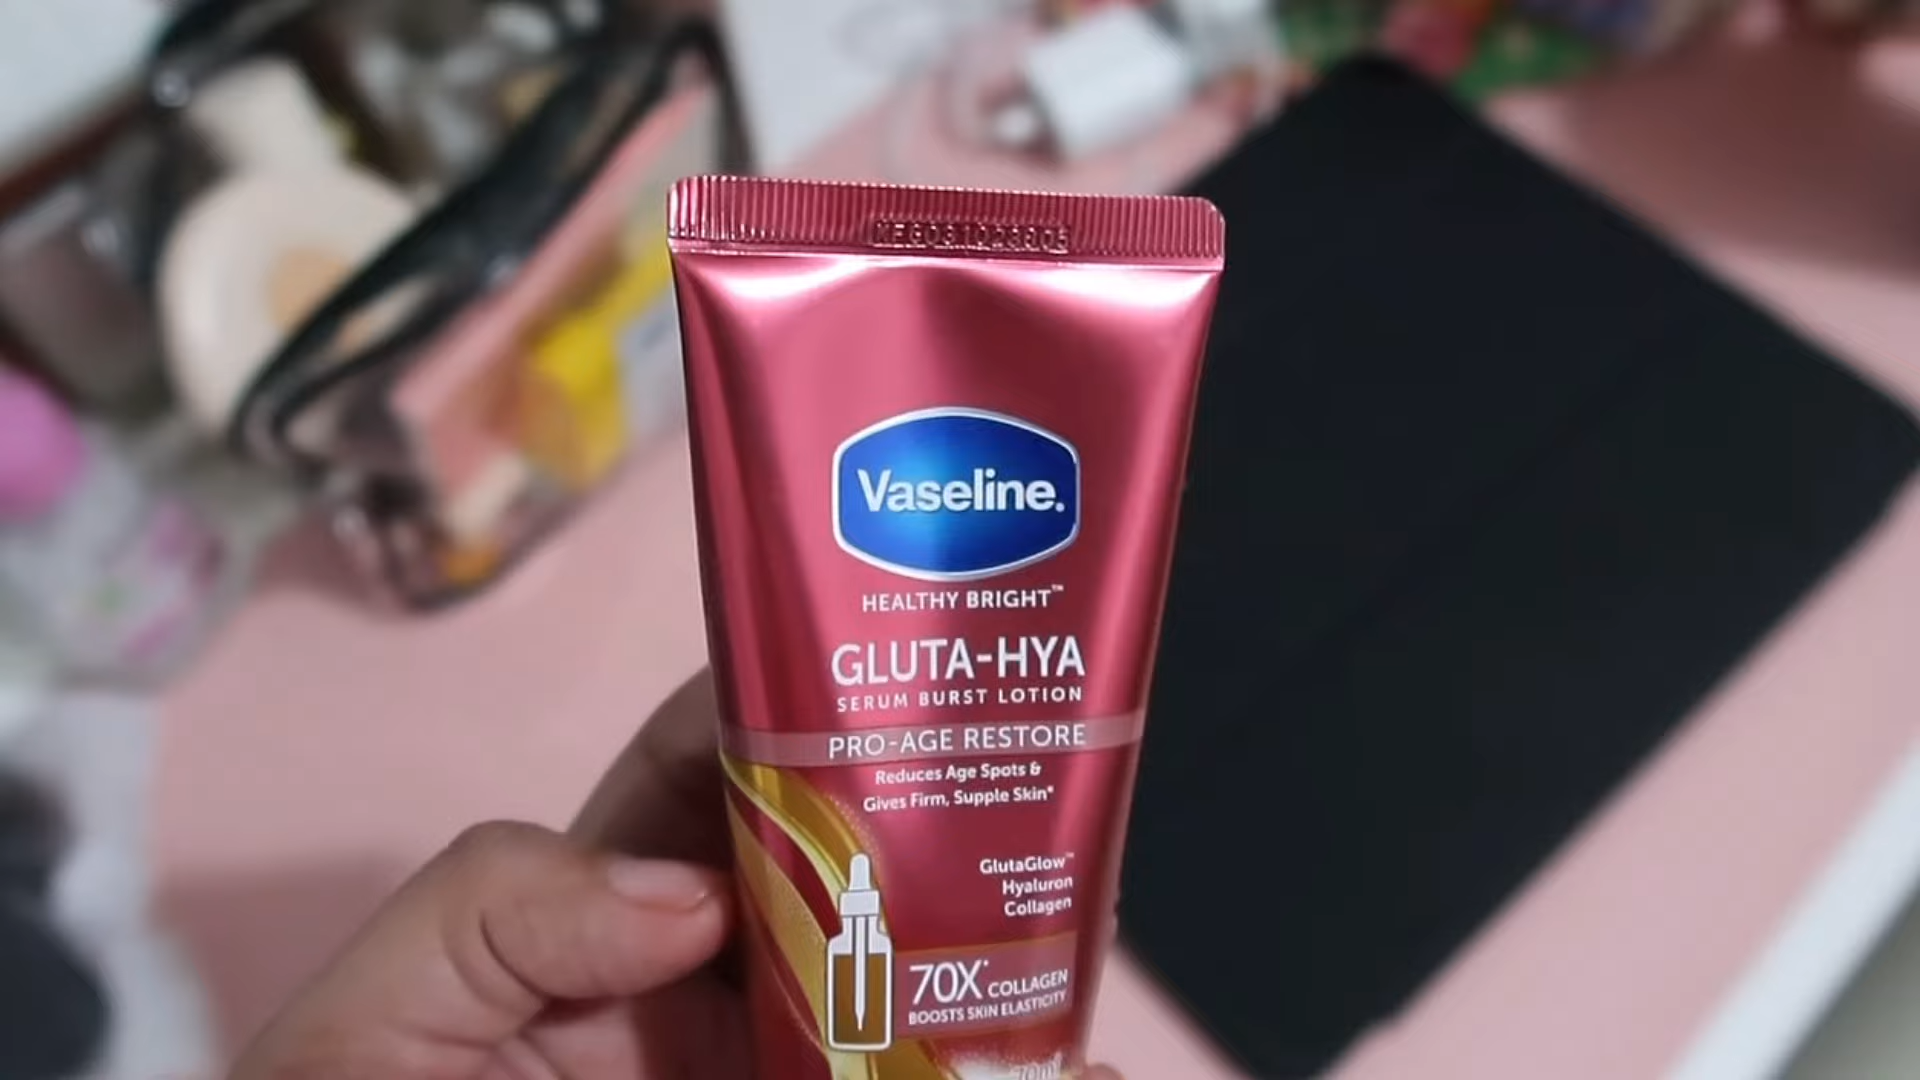 Vaseline.
HEALTHY BRIGHT™
GLUTA-HYA
SERUM BURST LOTION
PRO-AGE RESTORE
Reduces Age Spots &
Gives Firm, Supple Skin*
GlutaGlow™
Hyaluron
Collagen
70X* COLLAGEN
BOOSTS SKIN ELASTICITY
70ml